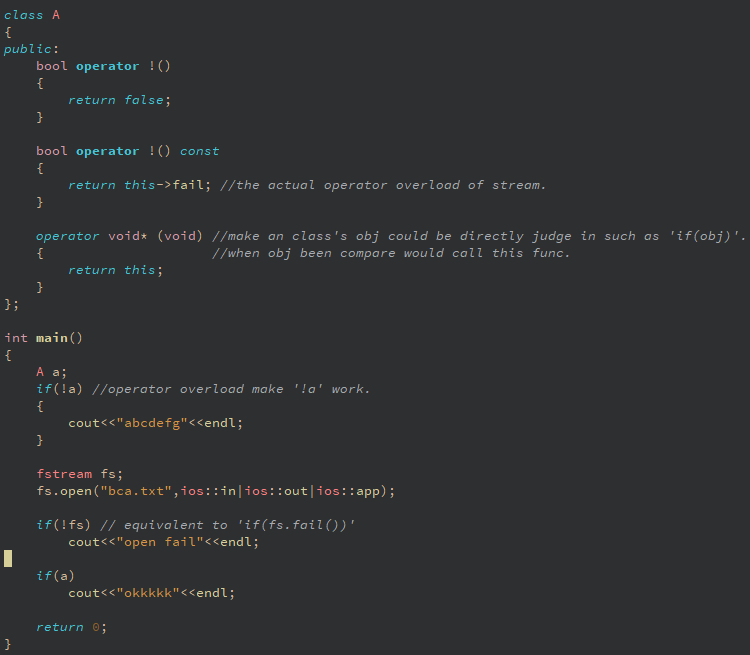 class A
{
public:
    bool operator !()
    {
        return false;
    }

    bool operator !() const
    {
        return this->fail; //the actual operator overload of stream.
    }

    operator void* (void) //make an class's obj could be directly judge in such as 'if(obj)'.
    {                     //when obj been compare would call this func.
        return this;
    }
};

int main()
{
    A a;
    if(!a) //operator overload make '!a' work.
    {
        cout<<"abcdefg"<<endl;
    }

    fstream fs;
    fs.open("bca.txt",ios::in|ios::out|ios::app);

    if(!fs) // equivalent to 'if(fs.fail())'
        cout<<"open fail"<<endl;

    if(a)
        cout<<"okkkkk"<<endl;

    return 0;
}